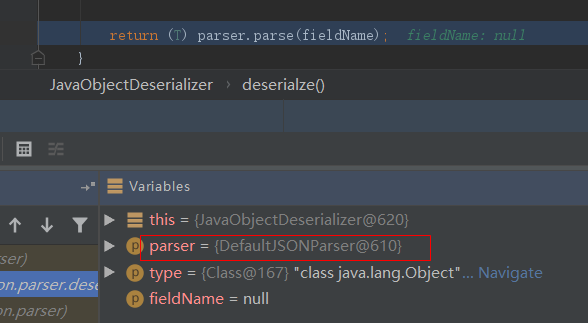 return (T) parser.parse(fieldName);  fieldName: null
}
JavaObjectDeserializer › deserialze()
Variables
this = {JavaObjectDeserializer@620}
parser = {DefaultJSONParser@610}
type = {Class@167} "class java.lang.Object"... Navigate
fieldName = null
ser)
on.parser.dese
on.parser)